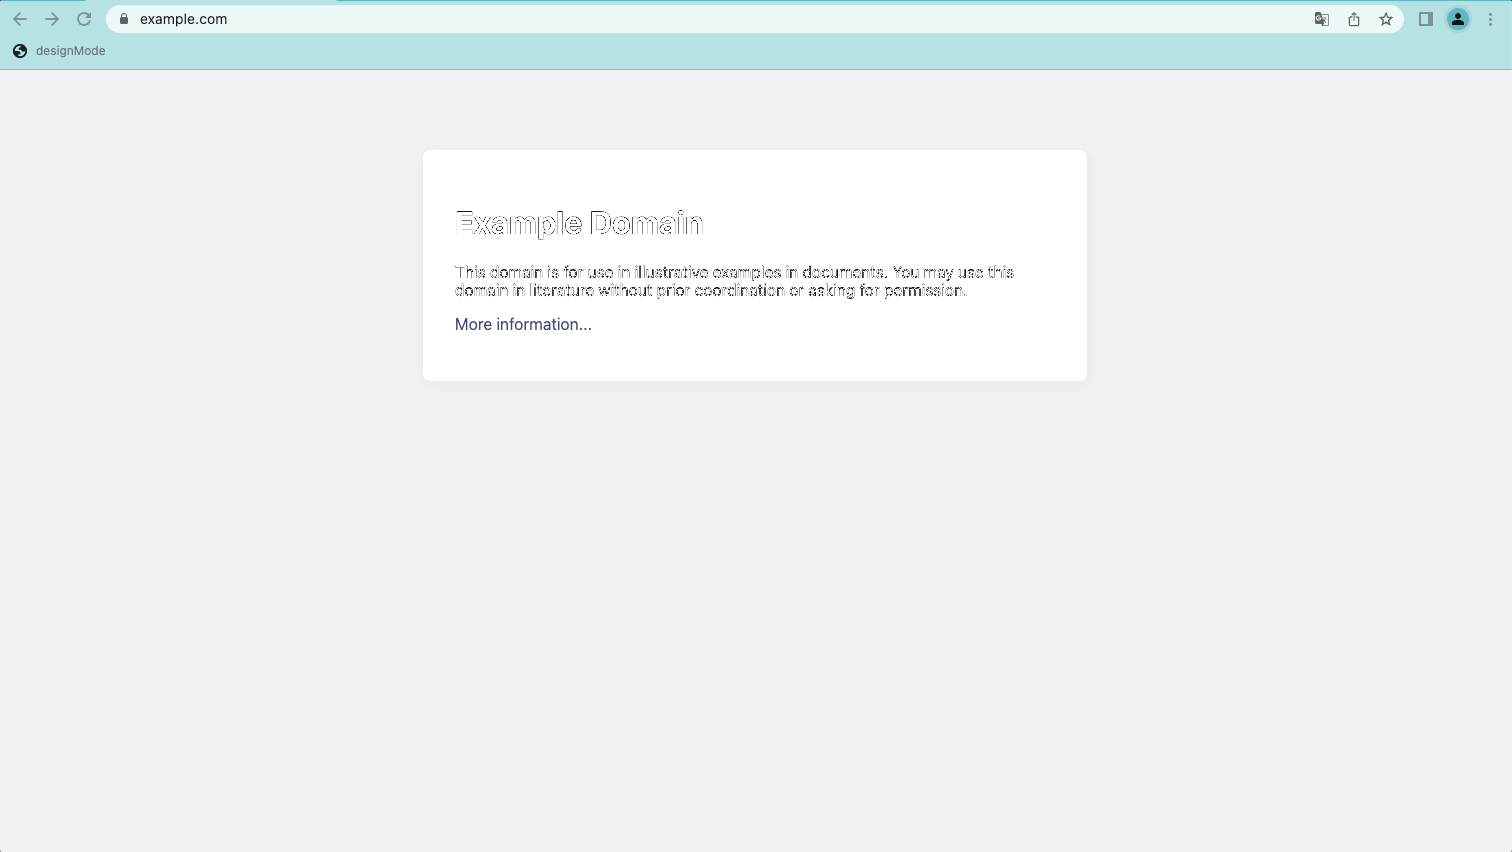 example.com
designMode
Example Domain
This domain is for use in illustrative examples in documents. You may use this
domain in literature without prior coordination or asking for permission.
More information...